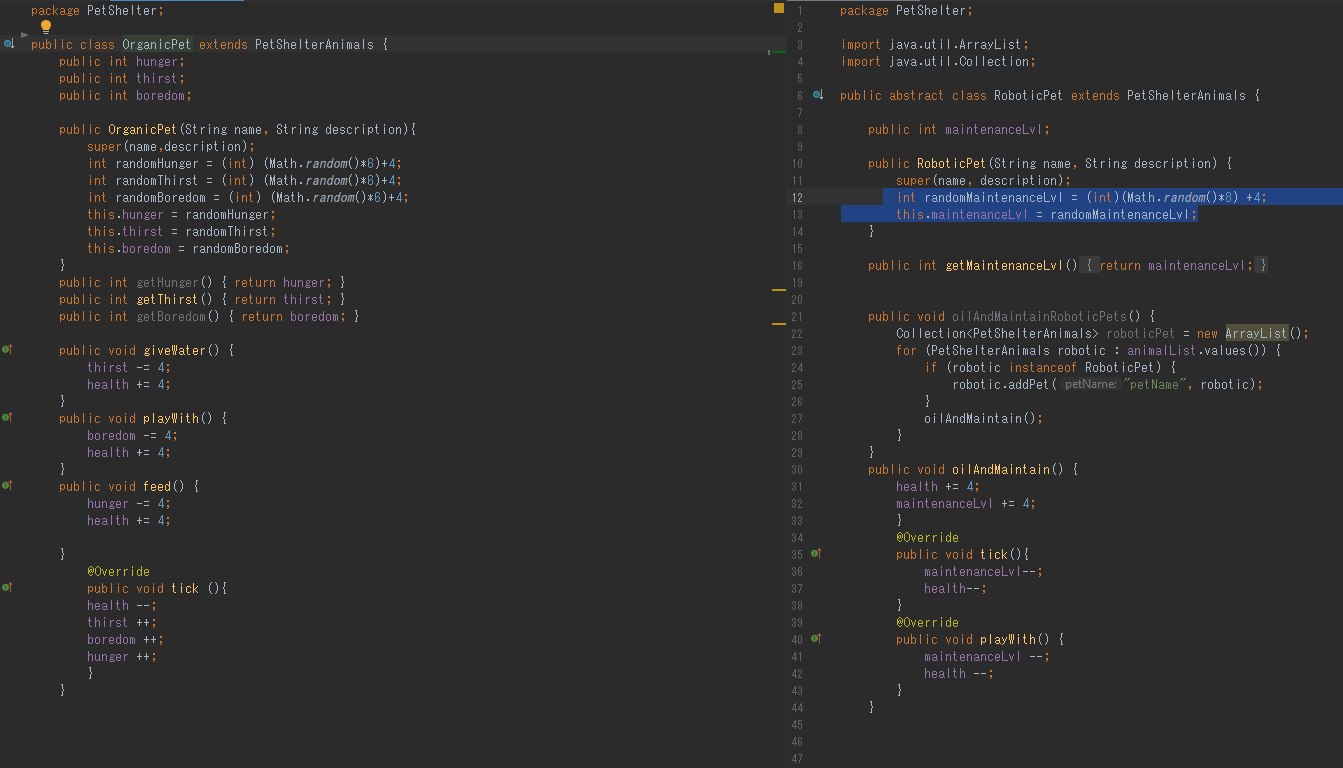 package PetShelter;
public class OrganicPet extends PetShelterAnimals {
public int hunger;
public int thirst;
public int boredom;
public OrganicPet(String name, String description){
super(name,description);
int randomHunger = (int) (Math.random()*6)+4;
int randomThirst = (int) (Math.random()*6)+4;
int randomBoredom = (int) (Math.random()*6)+4;
this.hunger = randomHunger;
this.thirst = randomThirst;
this.boredom = randomBoredom;
}
public int getHunger() { return hunger; }
public int getThirst() { return thirst; }
public int getBoredom() { return boredom; }
public void giveWater() {
thirst -= 4;
health += 4;
}
public void playWith() {
boredom -= 4;
health += 4;
}
public void feed() {
hunger -= 4;
health += 4;
}
@Override
public void tick (){
health --;
thirst ++;
boredom ++;
hunger ++;
}
}
1 package PetShelter;
2
3 import java.util.ArrayList;
4 import java.util.Collection;
5
6 public abstract class RoboticPet extends PetShelterAnimals {
7
8 public int maintenanceLvl;
9
10 public RoboticPet(String name, String description) {
11 super(name, description);
12 int randomMaintenanceLvl = (int)(Math.random()*8) +4;
13 this.maintenanceLvl = randomMaintenanceLvl;
14 }
15
16 public int getMaintenanceLvl() { return maintenanceLvl; }
19
20
21 public void oilAndMaintainRoboticPets() {
22 Collection<PetShelterAnimals> roboticPet = new ArrayList();
23 for (PetShelterAnimals robotic : animalList.values()) {
24 if (robotic instanceof RoboticPet) {
25 robotic.addPet( petName: "petName", robotic);
26 }
27 oilAndMaintain();
28 }
29 }
30 public void oilAndMaintain() {
31 health += 4;
32 maintenanceLvl += 4;
33 }
34 @Override
35 public void tick(){
36 maintenanceLvl--;
37 health--;
38 }
39 @Override
40 public void playWith() {
41 maintenanceLvl --;
42 health --;
43 }
44 }
45
46
47